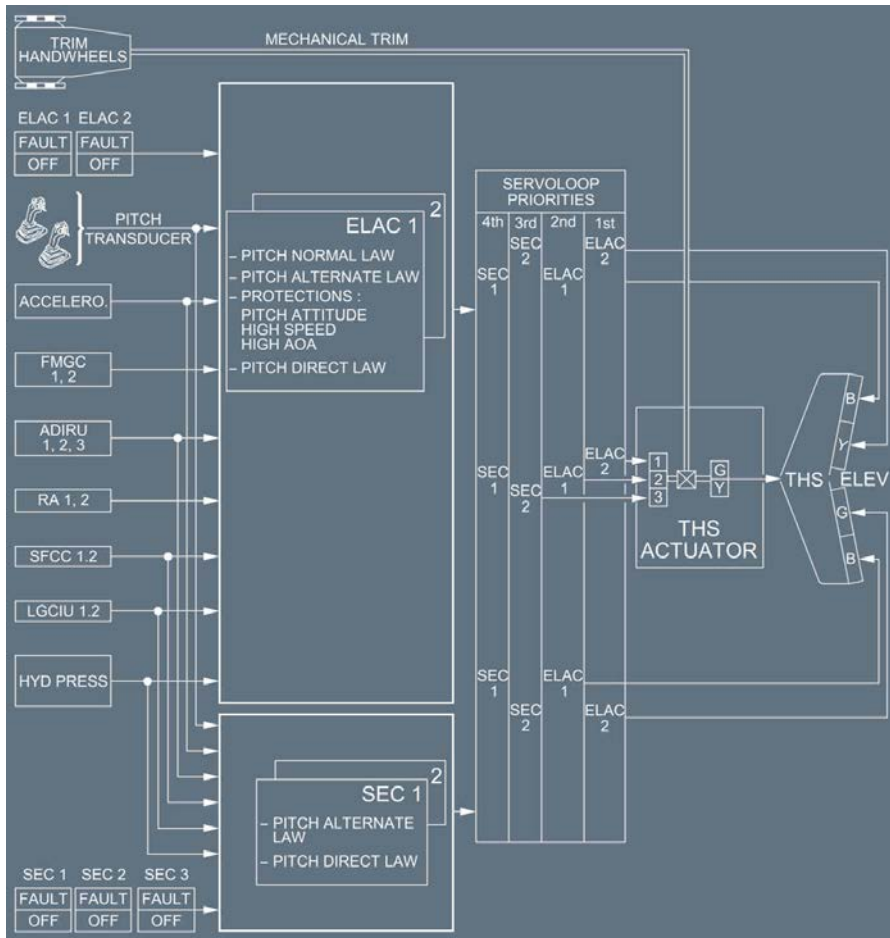 TRIM
HANDWHEELS
MECHANICAL TRIM
ELAC 1 ELAC 2
FAULT FAULT
OFF OFF
PITCH
TRANSDUCER
ACCELERO.
FMGC
1, 2
ADIRU
1, 2, 3
RA 1, 2
SFCC 1.2
LGCIU 1.2
HYD PRESS
SEC 1 SEC 2 SEC 3
FAULT FAULT FAULT
OFF OFF OFF
2
ELAC 1
– PITCH NORMAL LAW
– PITCH ALTERNATE LAW
– PROTECTIONS :
PITCH ATTITUDE
HIGH SPEED
HIGH AOA
– PITCH DIRECT LAW
2
SEC 1
– PITCH ALTERNATE
LAW
– PITCH DIRECT LAW
SERVOLOOP
PRIORITIES
4th 3rd 2nd 1st
SEC ELAC
2 2
SEC ELAC
1 1
ELAC
2
SEC ELAC
1 1
SEC
2
SEC ELAC
1 1
SEC ELAC
2 2
1
2
3
G
Y
THS
ACTUATOR
THS ELEV
B
Y
G
B